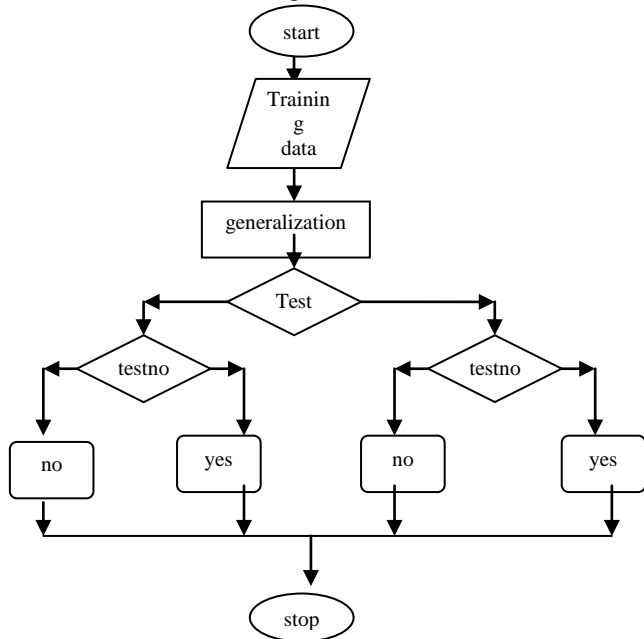 start
Trainin
g
data
generalization
Test
testno
testno
no
yes
no
yes
stop